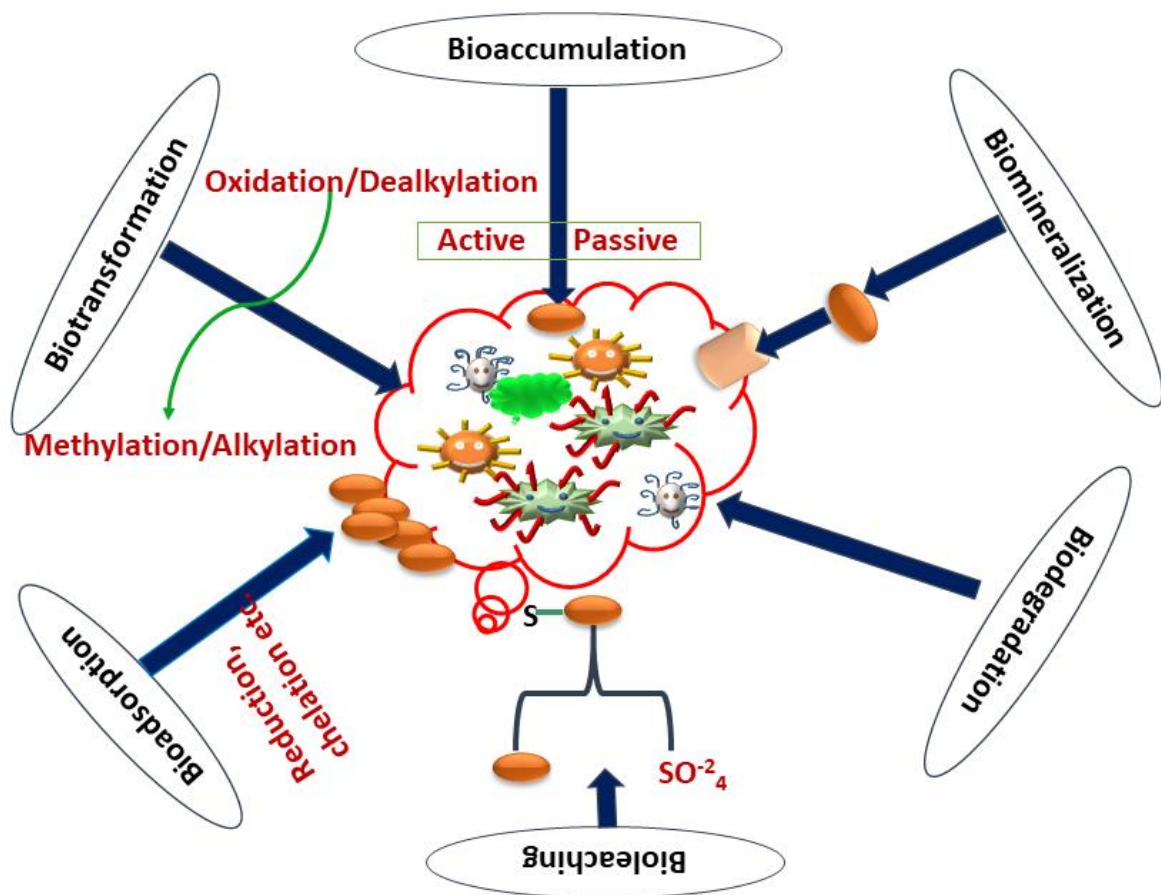 Bioaccumulation
Biotransformation
Oxidation/Dealkylation
Biomineralization
Active
Passive
Methylation/Alkylation
Bioadsorption
Reduction,
chelation etc.
S
Biodegradation
SO⁻²₄
Bioleaching